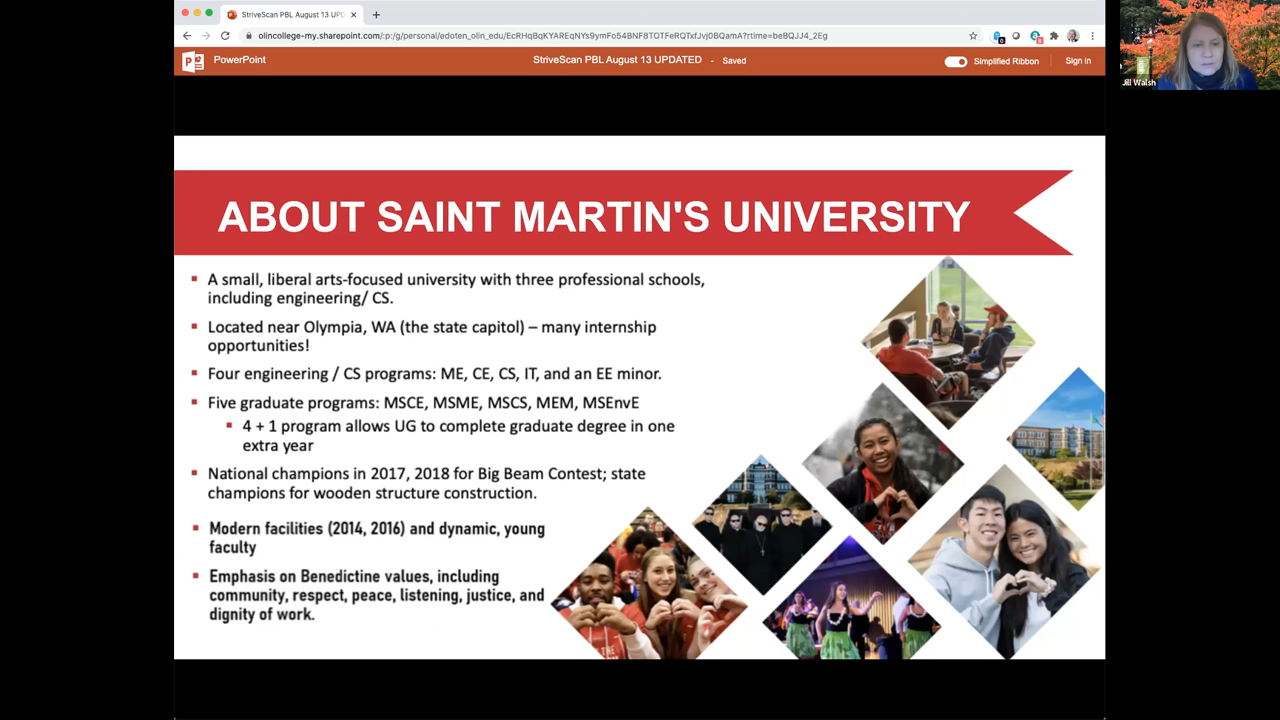 StriveScan PBL August 13 UPD
olincollege-my.sharepoint.com/:p:/g/personal/edoten_olin_edu/EcRHqBqKYAREqNYs9ymFo54BNF8TOTFeRQTxfJvj0BQamA?rtime=beBQJJ4_2Eg
PowerPoint
StriveScan PBL August 13 UPDATED - Saved
Simplified Ribbon
Sign in
Jill Walsh
ABOUT SAINT MARTIN'S UNIVERSITY
A small, liberal arts-focused university with three professional schools,
including engineering/ CS.
Located near Olympia, WA (the state capitol) – many internship
opportunities!
Four engineering / CS programs: ME, CE, CS, IT, and an EE minor.
Five graduate programs: MSCE, MSME, MSCS, MEM, MSEnvE
4 + 1 program allows UG to complete graduate degree in one
extra year
National champions in 2017, 2018 for Big Beam Contest; state
champions for wooden structure construction.
Modern facilities (2014, 2016) and dynamic, young
faculty
Emphasis on Benedictine values, including
community, respect, peace, listening, justice, and
dignity of work.